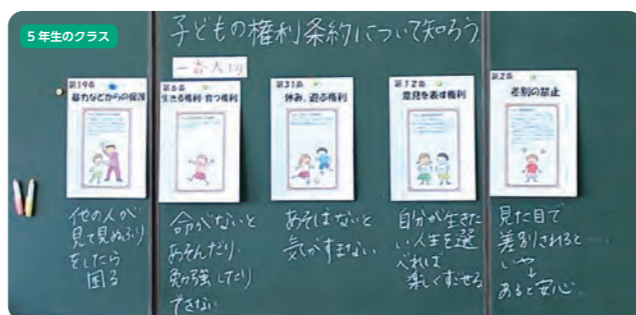 5年生のクラス
子どもの権利条約について知ろう
一番大切
第19条
暴力などからの保護
他の人が
見て見ぬふり
をしたら
困る
第6条
生きる権利・育つ権利
命がないと
あそんだり、
勉強したり
できない
第31条
休み、遊ぶ権利
あそばないと
気がすまない
第12条
意見を表す権利
自分が生きた
い人生を選
べれば
楽しくすごせる
第2条
差別の禁止
見た目で
差別されると
いや
↓
あると安心